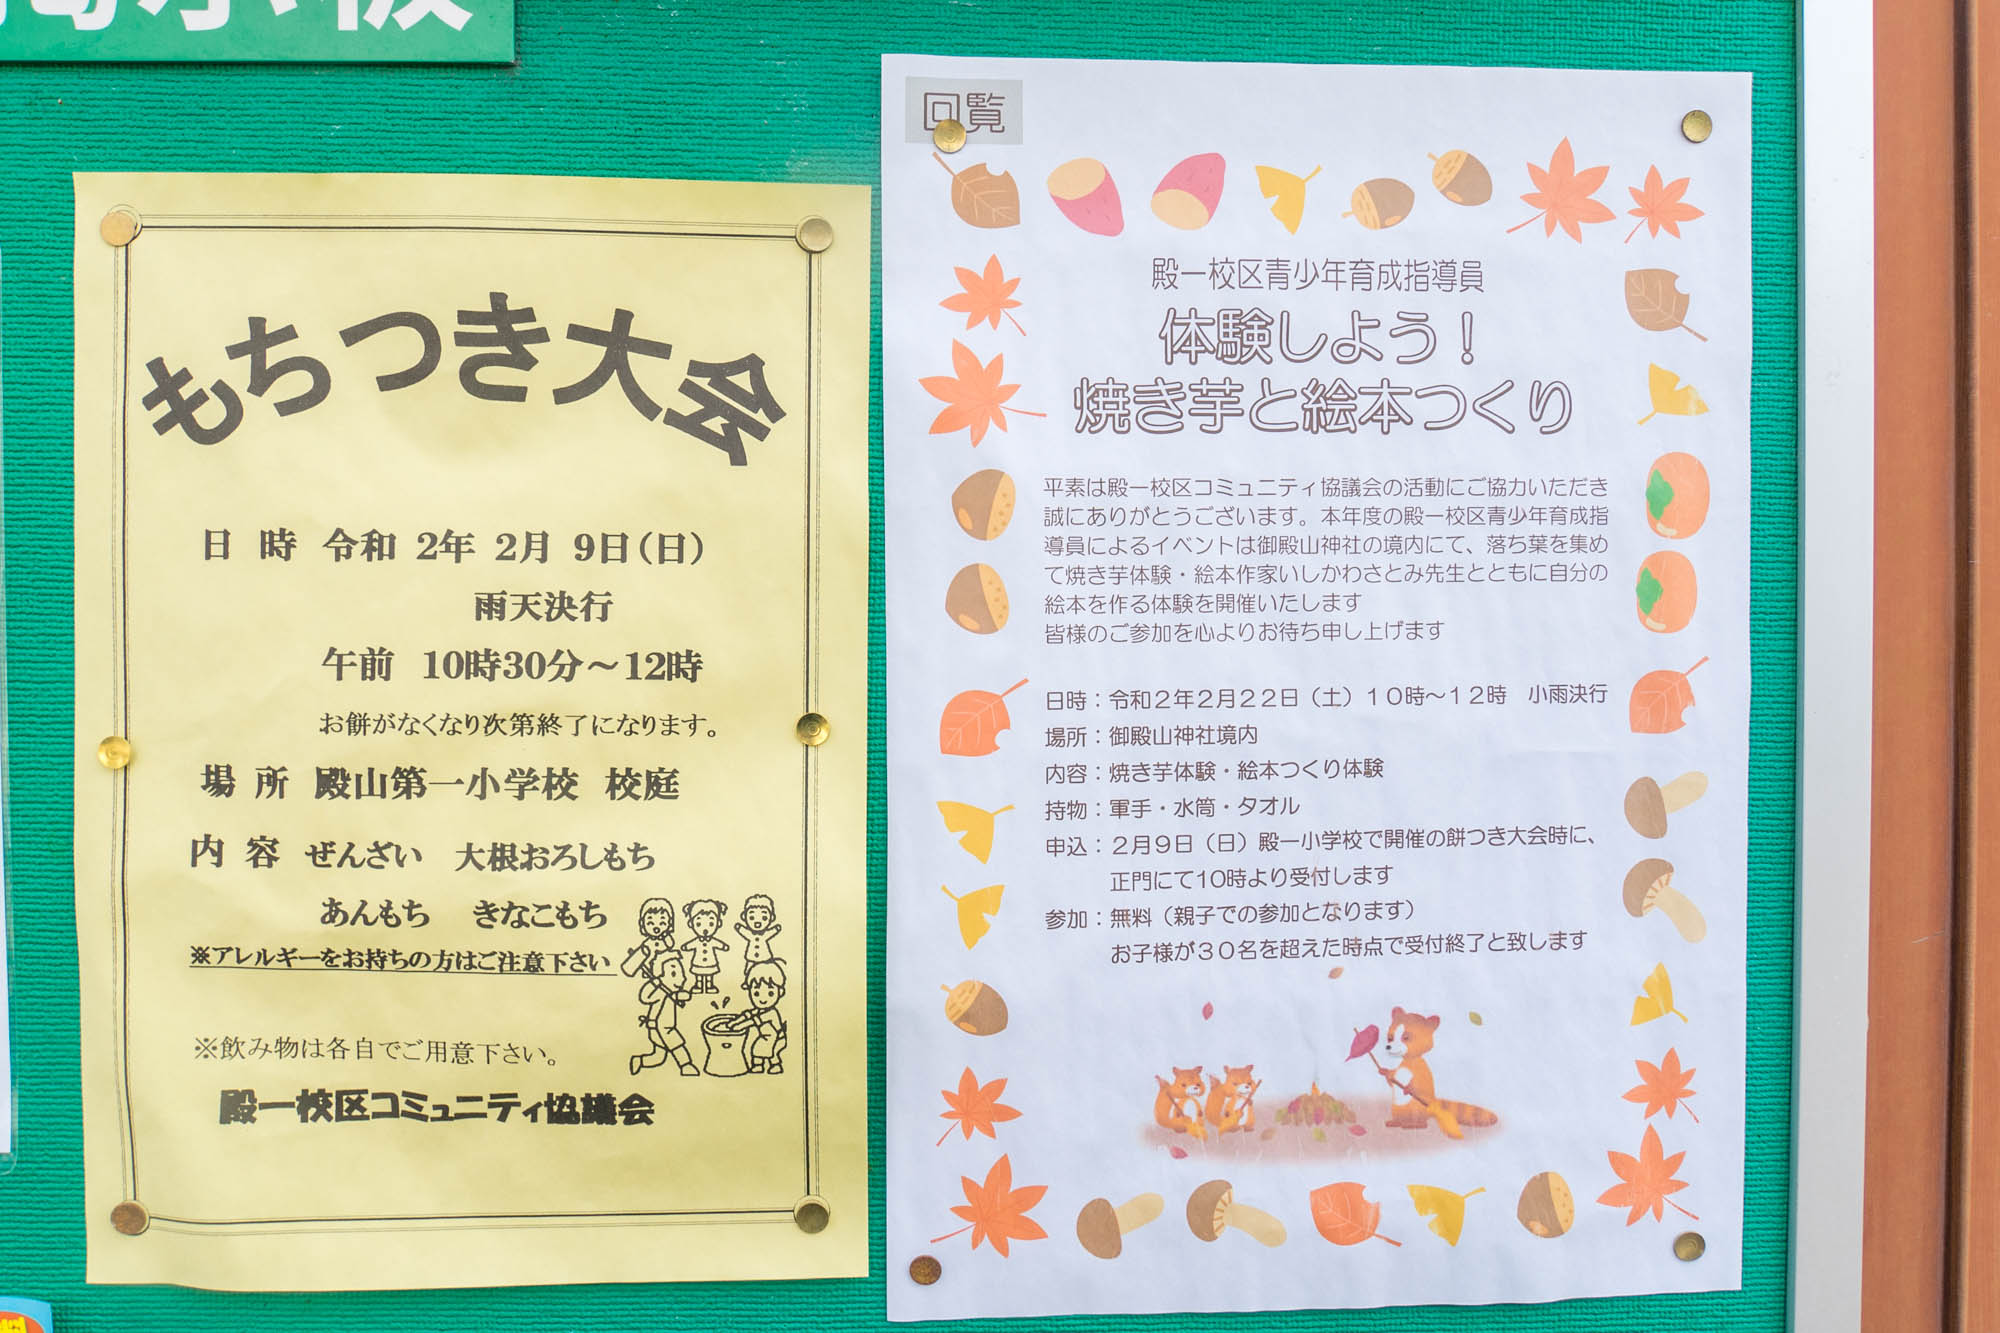 もちつき大会
日 時 令和 2年 2月 9日(日)
雨天決行
午前 10時30分～12時
お餅がなくなり次第終了になります。
場 所 殿山第一小学校 校庭
内 容 ぜんざい 大根おろしもち
あんもち きなこもち
※アレルギーをお持ちの方はご注意下さい
※飲み物は各自でご用意下さい。
殿一校区コミュニティ協議会
回覧
殿一校区青少年育成指導員
体験しよう！
焼き芋と絵本つくり
平素は殿一校区コミュニティ協議会の活動にご協力いただき
誠にありがとうございます。本年度の殿一校区青少年育成指
導員によるイベントは御殿山神社の境内にて、落ち葉を集め
て焼き芋体験・絵本作家いしかわさとみ先生とともに自分の
絵本を作る体験を開催いたします
皆様のご参加を心よりお待ち申し上げます
日時：令和２年２月２２日（土）１０時～１２時 小雨決行
場所：御殿山神社境内
内容：焼き芋体験・絵本つくり体験
持物：軍手・水筒・タオル
申込：２月９日（日）殿一小学校で開催の餅つき大会時に、
正門にて10時より受付します
参加：無料（親子での参加となります）
お子様が３０名を超えた時点で受付終了と致します